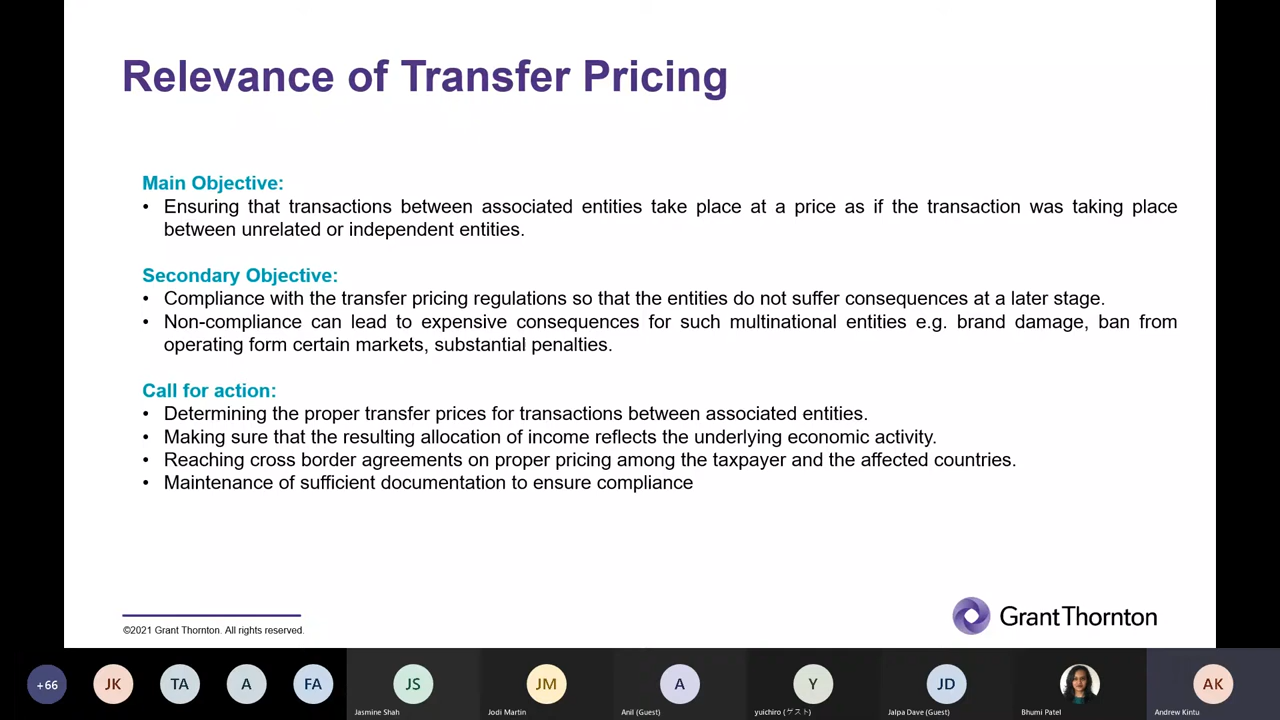 Relevance of Transfer Pricing
Main Objective:
• Ensuring that transactions between associated entities take place at a price as if the transaction was taking place
between unrelated or independent entities.
Secondary Objective:
• Compliance with the transfer pricing regulations so that the entities do not suffer consequences at a later stage.
• Non-compliance can lead to expensive consequences for such multinational entities e.g. brand damage, ban from
operating form certain markets, substantial penalties.
Call for action:
• Determining the proper transfer prices for transactions between associated entities.
• Making sure that the resulting allocation of income reflects the underlying economic activity.
• Reaching cross border agreements on proper pricing among the taxpayer and the affected countries.
• Maintenance of sufficient documentation to ensure compliance
©2021 Grant Thornton. All rights reserved.
GrantThornton
+66 JK TA A FA JS JM A Y JD AK
Jasmine Shah Jodi Martin Anil (Guest) yuichiro (ゲスト) Jalpa Dave (Guest) Bhumi Patel Andrew Kintu